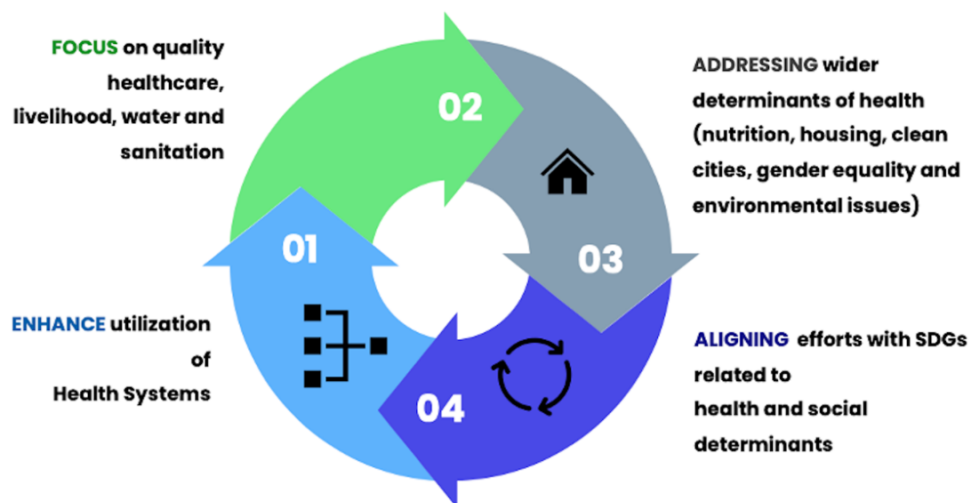 FOCUS on quality
healthcare,
livelihood, water and
sanitation
02
ADDRESSING wider
determinants of health
(nutrition, housing, clean
cities, gender equality and
environmental issues)
01
03
ENHANCE utilization
of
Health Systems
04
ALIGNING efforts with SDGs
related to
health and social
determinants